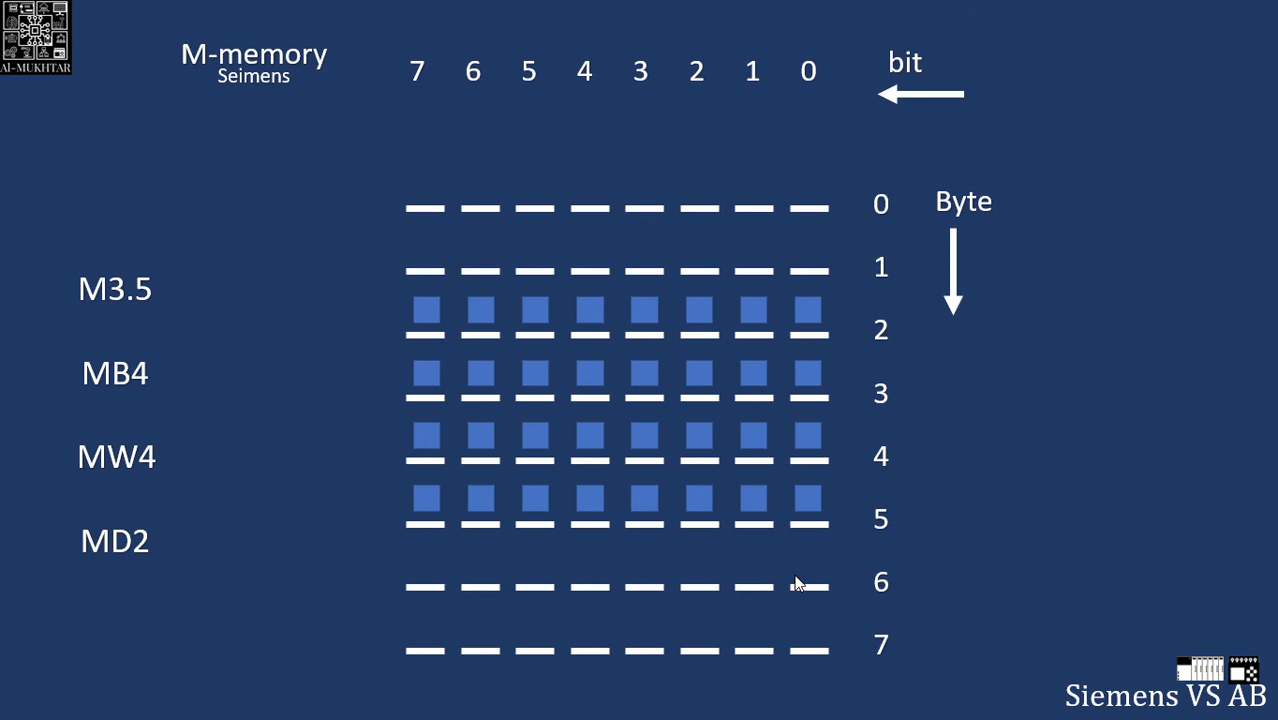 Al-MUKHTAR
M-memory
Seimens
7 6 5 4 3 2 1 0
bit
0
Byte
1
M3.5
2
MB4
3
MW4
4
5
MD2
6
7
Siemens VS AB